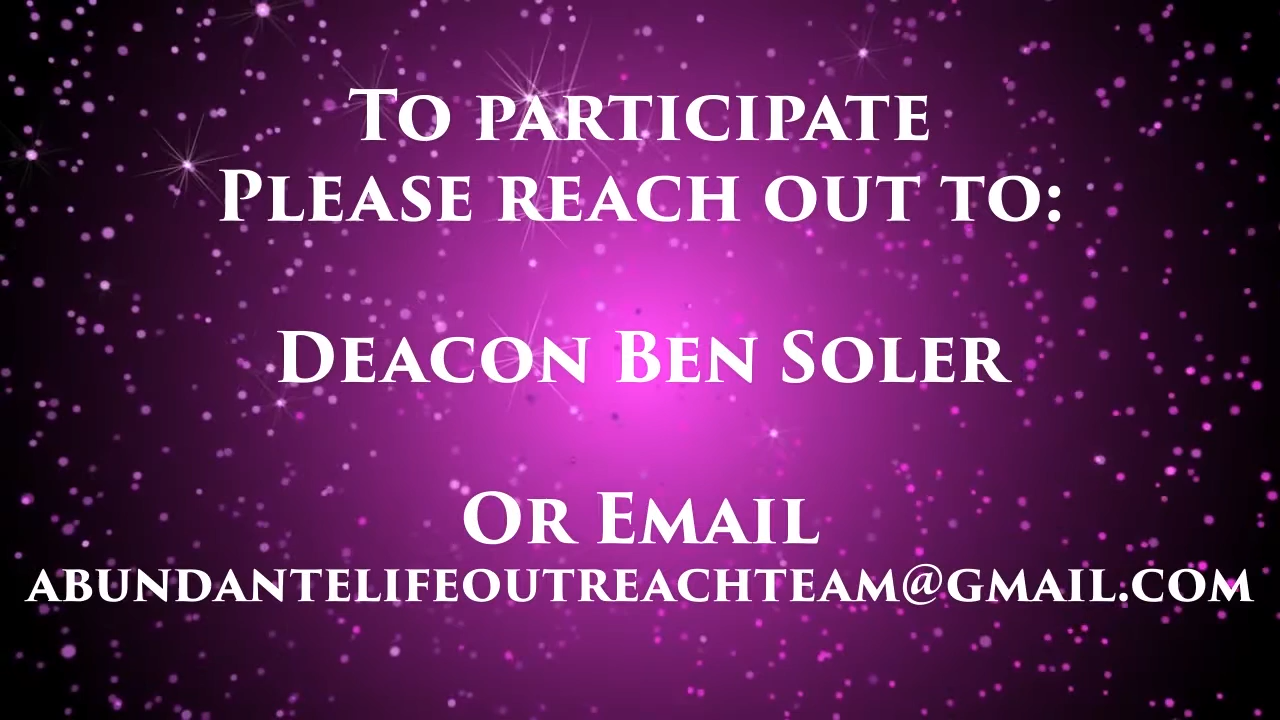 To participate
Please reach out to:
Deacon Ben Soler
Or Email
abundantelifeoutreachteam@gmail.com